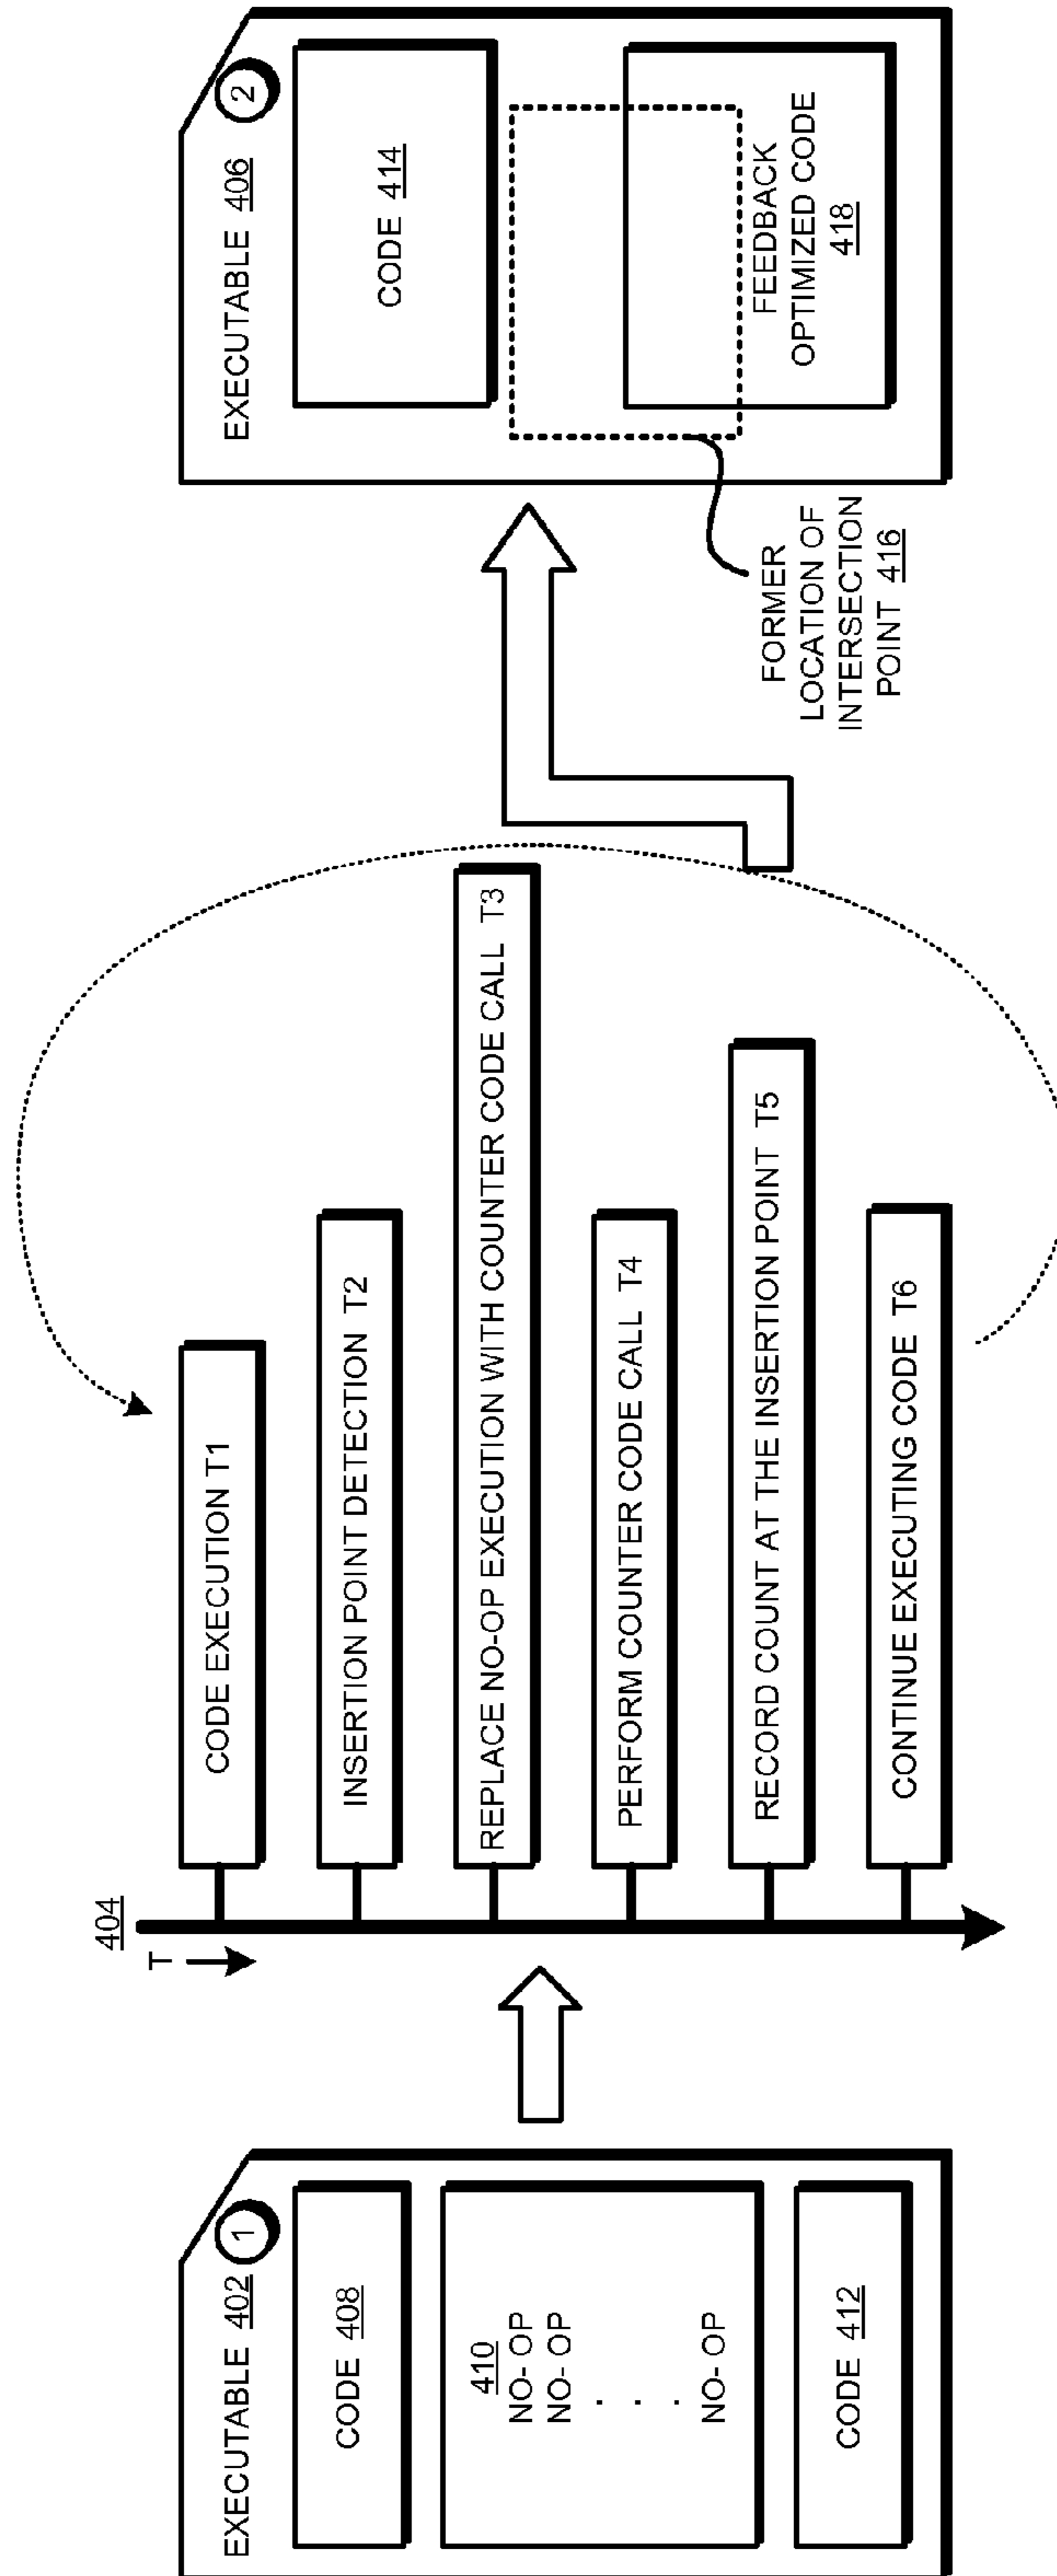 EXECUTABLE 402
1
CODE 408
410
NO- OP
NO- OP
.
.
.
NO- OP
CODE 412
404
T
CODE EXECUTION T1
INSERTION POINT DETECTION T2
REPLACE NO-OP EXECUTION WITH COUNTER CODE CALL T3
PERFORM COUNTER CODE CALL T4
RECORD COUNT AT THE INSERTION POINT T5
CONTINUE EXECUTING CODE T6
EXECUTABLE 406
2
CODE 414
FORMER
LOCATION OF
INTERSECTION
POINT 416
FEEDBACK
OPTIMIZED CODE
418